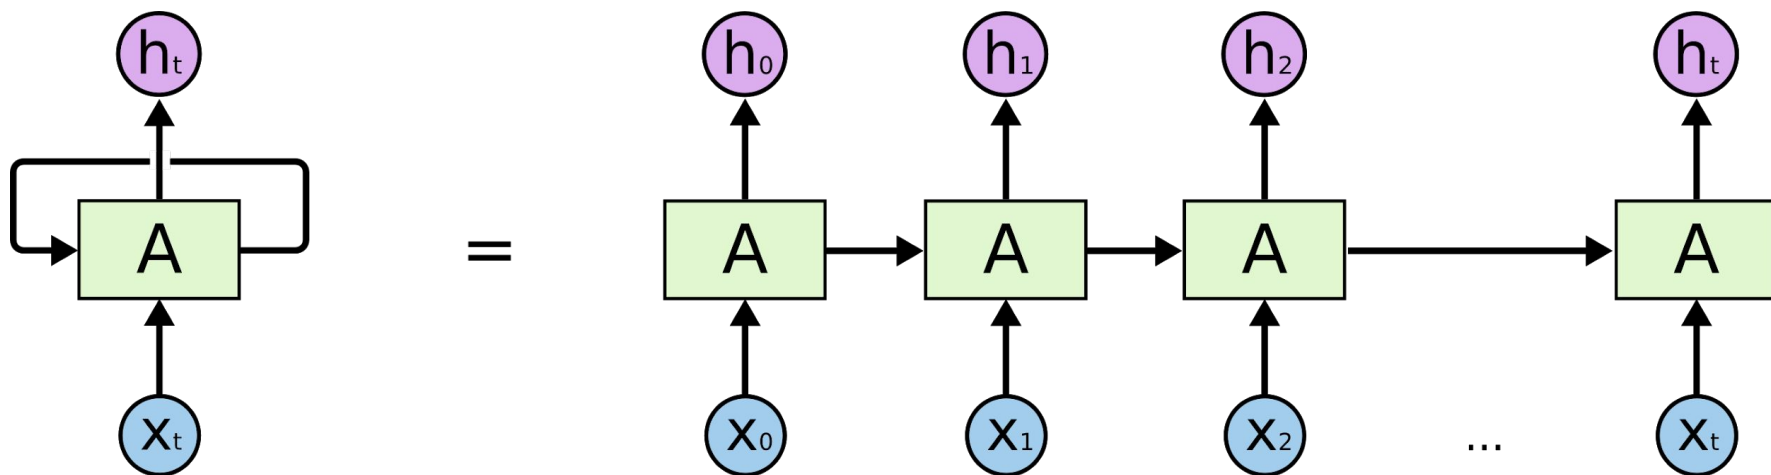 hₜ h₀ h₁ h₂ hₜ
A = A A A A
xₜ x₀ x₁ x₂ ... xₜ